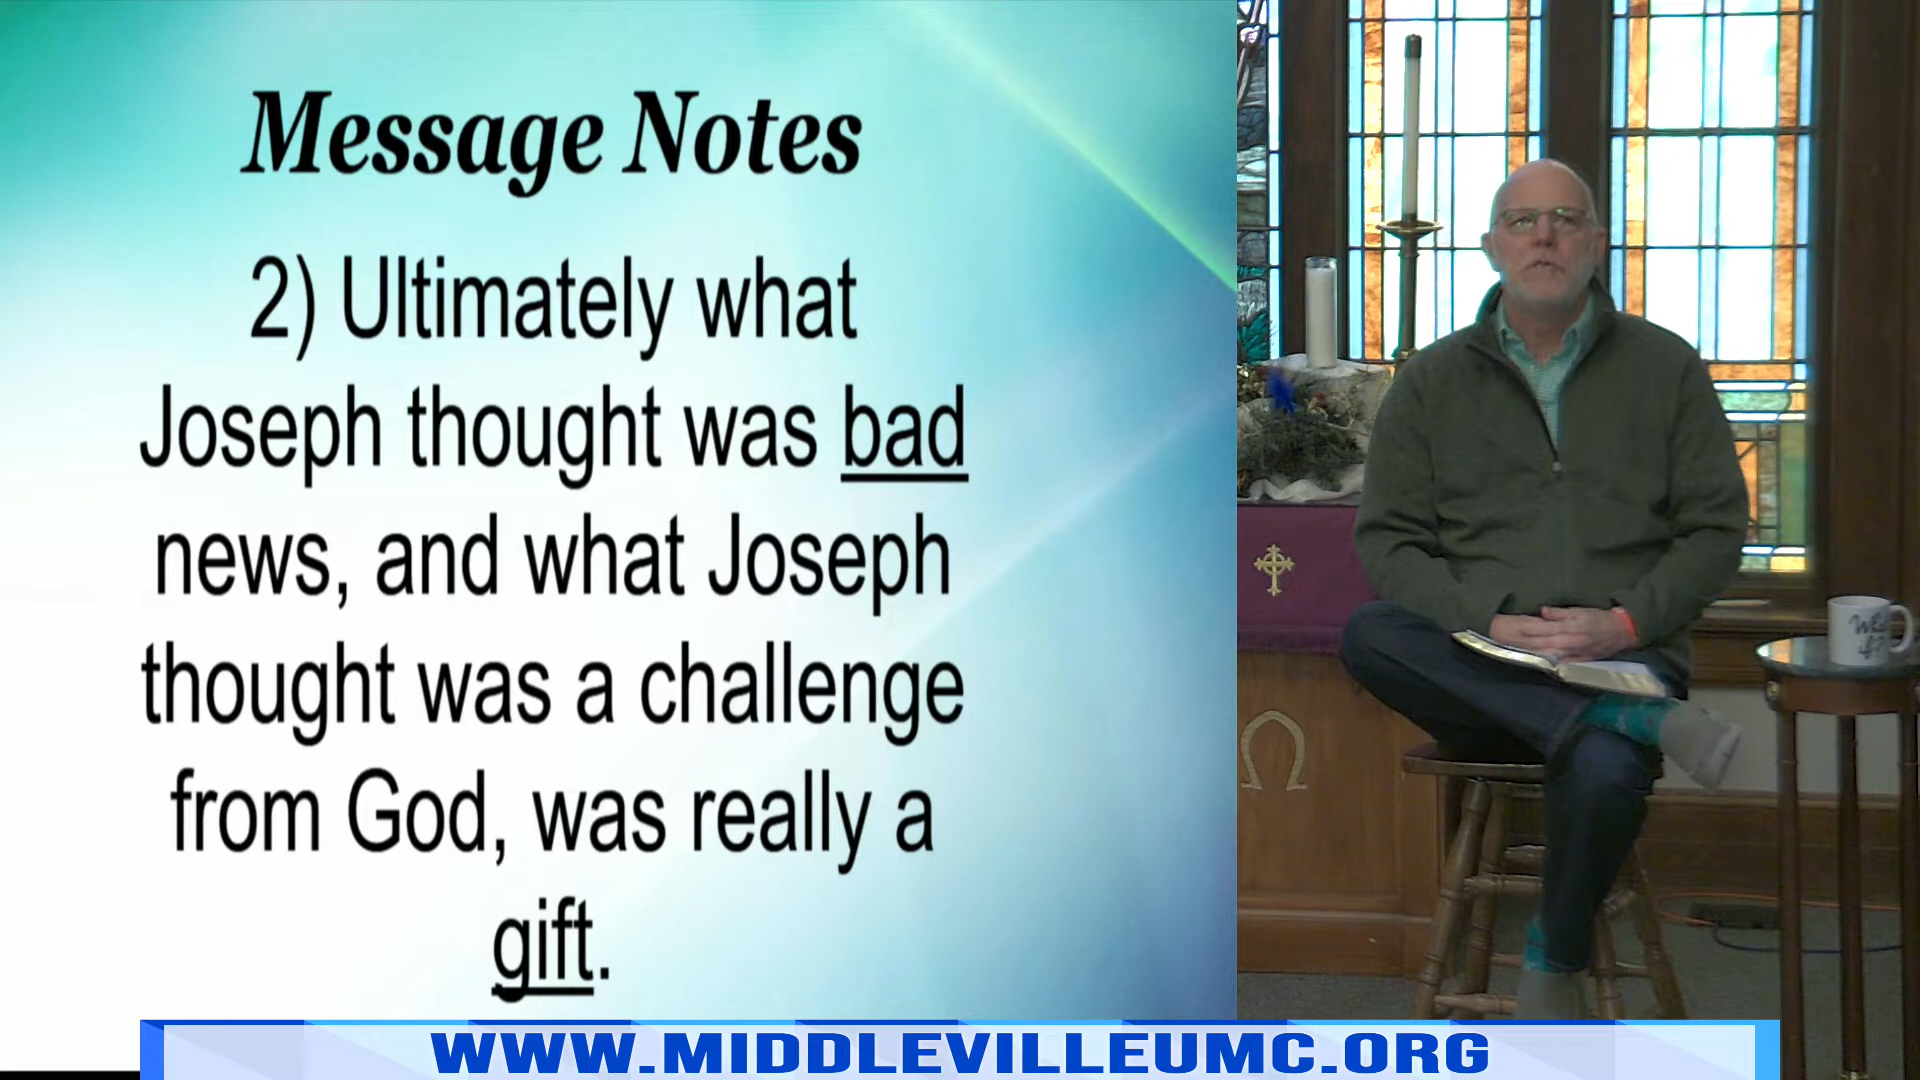 Message Notes
2) Ultimately what
Joseph thought was bad
news, and what Joseph
thought was a challenge
from God, was really a
gift.
WWW.MIDDLEVILLEUMC.ORG